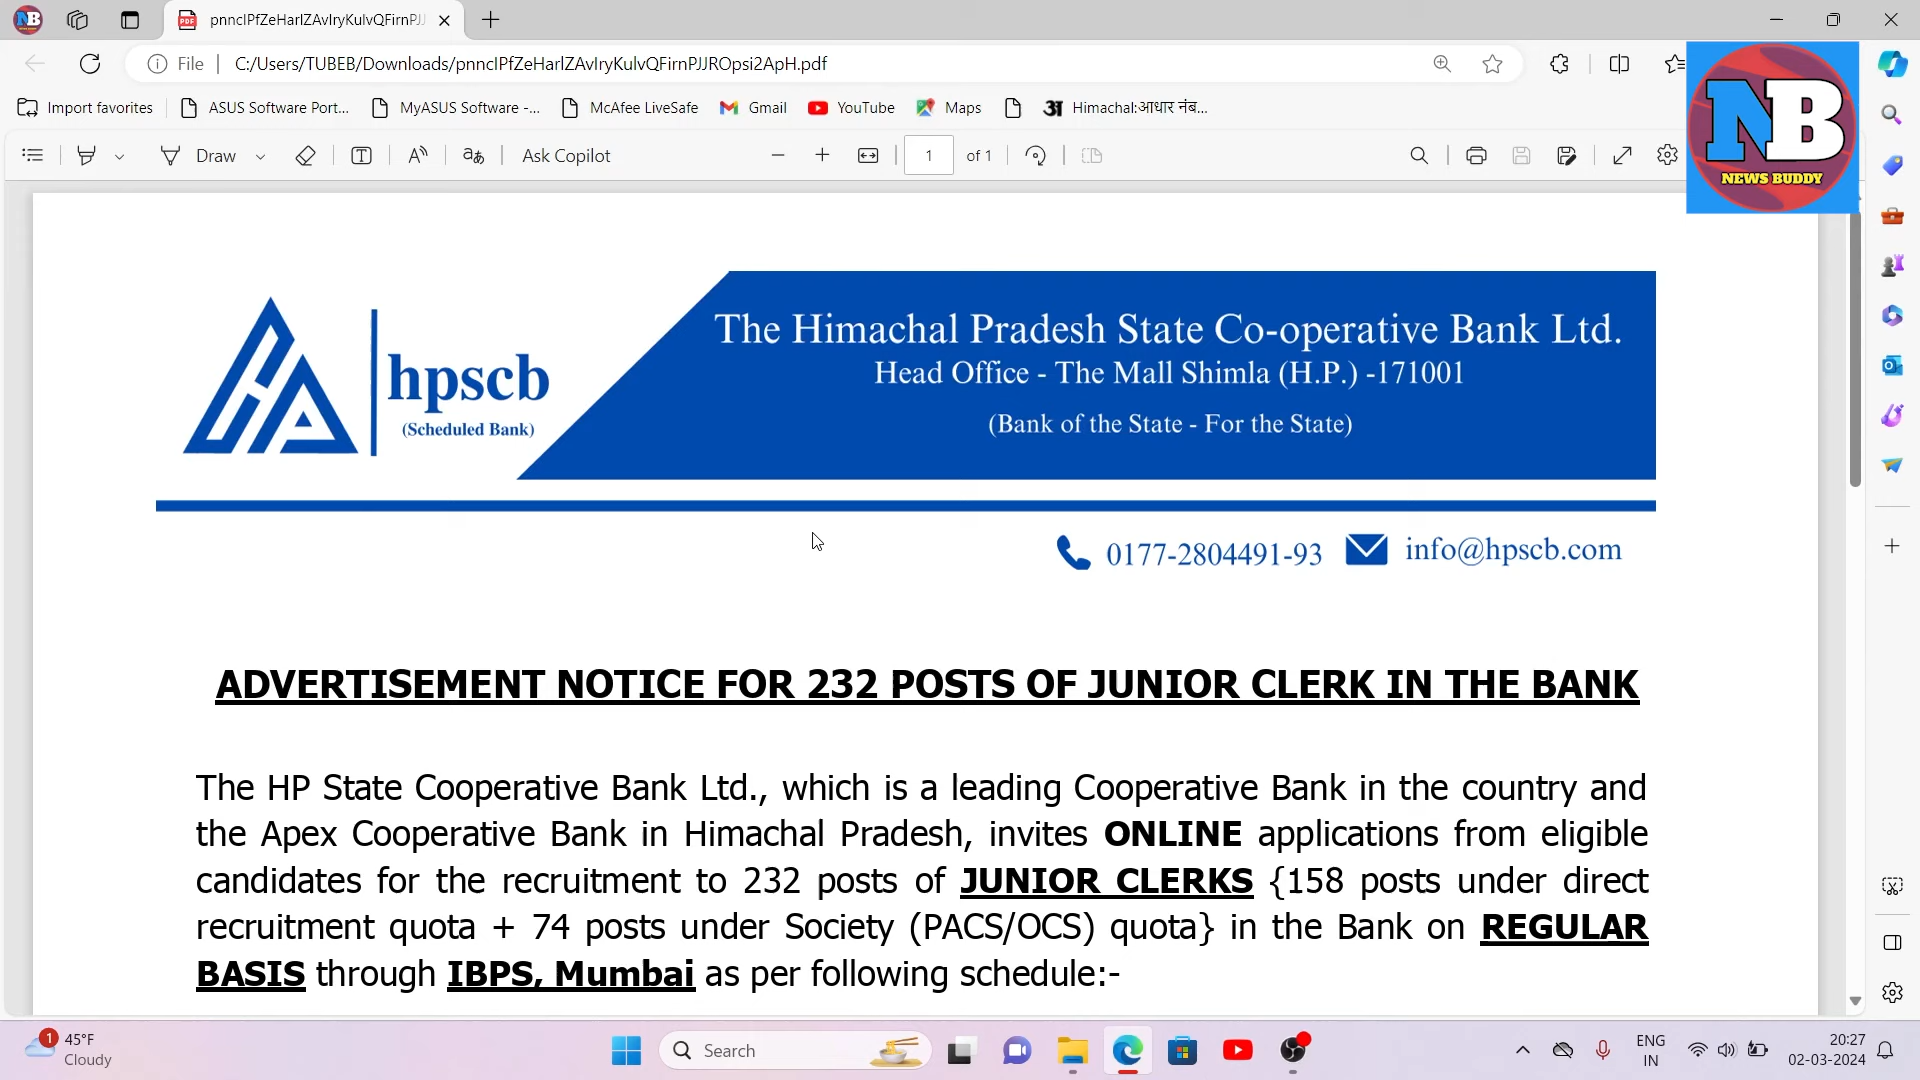 pnnclPfZeHarlZAvIryKulvQFirnPJJ
File
C:/Users/TUBEB/Downloads/pnnclPfZeHarlZAvIryKulvQFirnPJJROpsi2ApH.pdf
Import favorites
ASUS Software Port...
MyASUS Software -...
McAfee LiveSafe
Gmail
YouTube
Maps
Himachal:आधार नंब...
Draw
Ask Copilot
1 of 1
NB
NEWS BUDDY
hpscb
(Scheduled Bank)
The Himachal Pradesh State Co-operative Bank Ltd.
Head Office - The Mall Shimla (H.P.) -171001
(Bank of the State - For the State)
0177-2804491-93
info@hpscb.com
ADVERTISEMENT NOTICE FOR 232 POSTS OF JUNIOR CLERK IN THE BANK
The HP State Cooperative Bank Ltd., which is a leading Cooperative Bank in the country and
the Apex Cooperative Bank in Himachal Pradesh, invites ONLINE applications from eligible
candidates for the recruitment to 232 posts of JUNIOR CLERKS {158 posts under direct
recruitment quota + 74 posts under Society (PACS/OCS) quota} in the Bank on REGULAR
BASIS through IBPS, Mumbai as per following schedule:-
1
45°F
Cloudy
Search
ENG
IN
20:27
02-03-2024